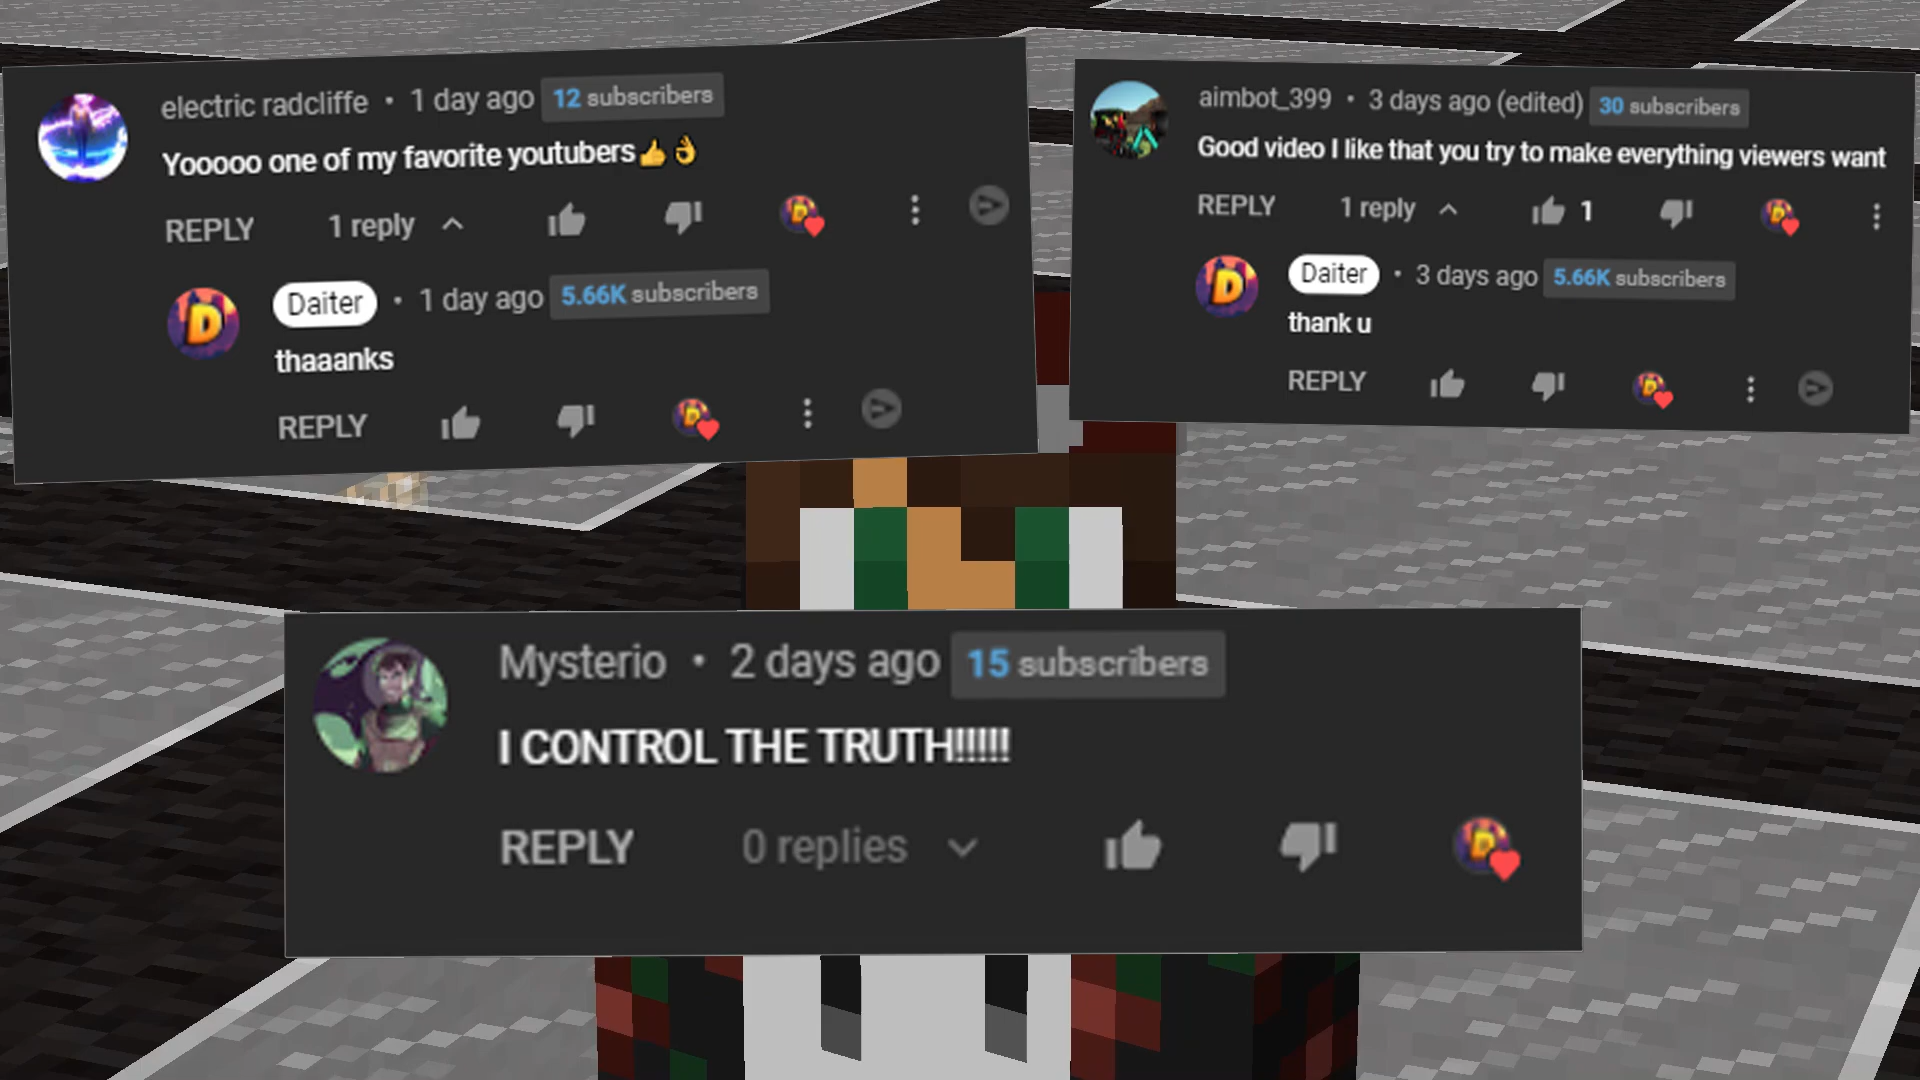 electric radcliffe • 1 day ago 12 subscribers
Yooooo one of my favorite youtubers👍👌
REPLY 1 reply
D Daiter • 1 day ago 5.66K subscribers
thaaanks
REPLY
aimbot_399 • 3 days ago (edited) 30 subscribers
Good video I like that you try to make everything viewers want
REPLY 1 reply 1
D Daiter • 3 days ago 5.66K subscribers
thank u
REPLY
Mysterio • 2 days ago 15 subscribers
I CONTROL THE TRUTH!!!!!!
REPLY 0 replies